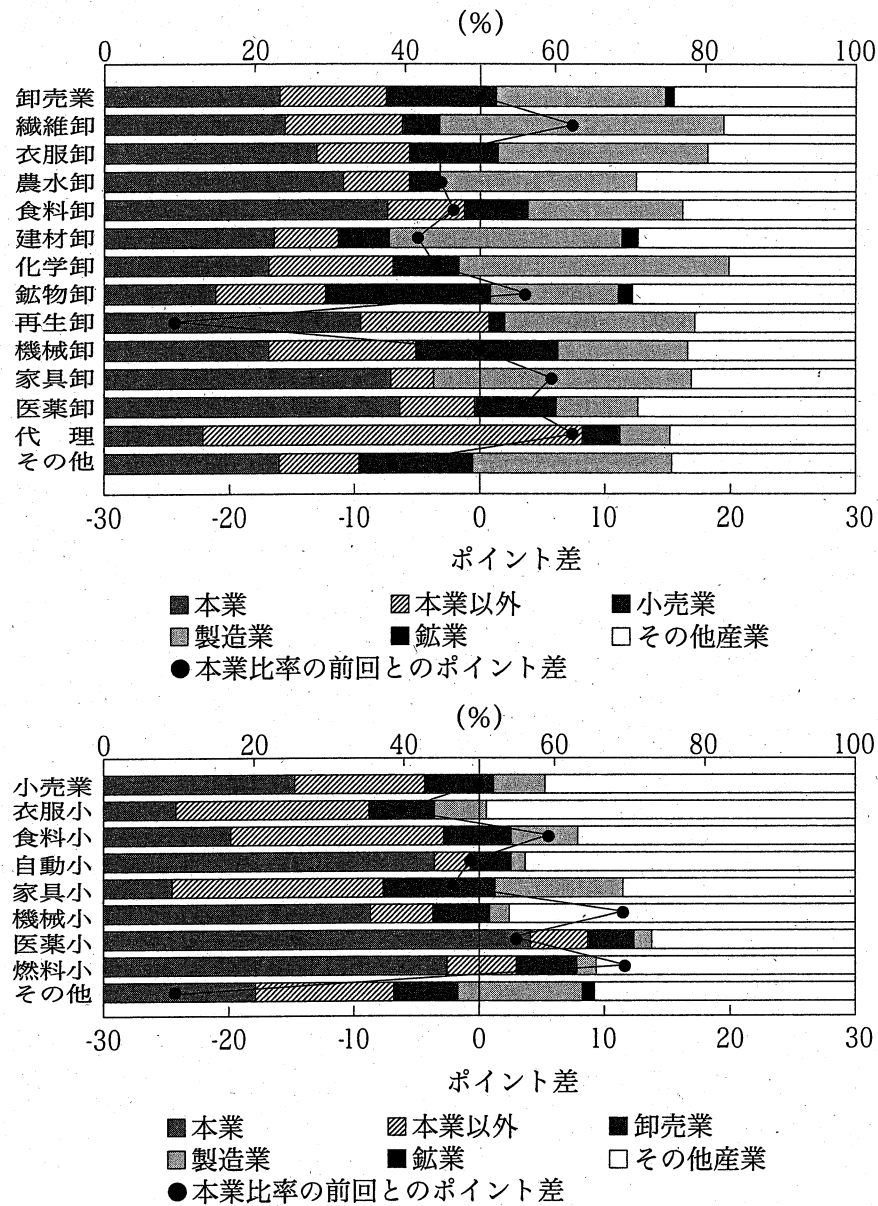 (%)
0 20 40 60 80 100
卸売業
繊維卸
衣服卸
農水卸
食料卸
建材卸
化学卸
鉱物卸
再生卸
機械卸
家具卸
医薬卸
代 理
その他
-30 -20 -10 0 10 20 30
ポイント差
本業 本業以外 小売業
製造業 鉱業 その他産業
本業比率の前回とのポイント差
(%)
0 20 40 60 80 100
小売業
衣服小
食料小
自動小
家具小
機械小
医薬小
燃料小
その他
-30 -20 -10 0 10 20 30
ポイント差
本業 本業以外 卸売業
製造業 鉱業 その他産業
本業比率の前回とのポイント差